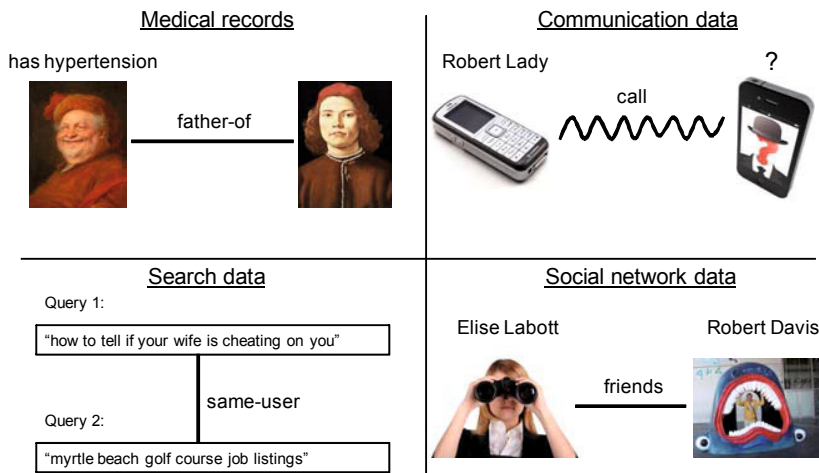 Medical records
has hypertension
father-of
Communication data
Robert Lady
?
call
Search data
Query 1:
“how to tell if your wife is cheating on you”
same-user
Query 2:
“myrtle beach golf course job listings”
Social network data
Elise Labott
Robert Davis
friends